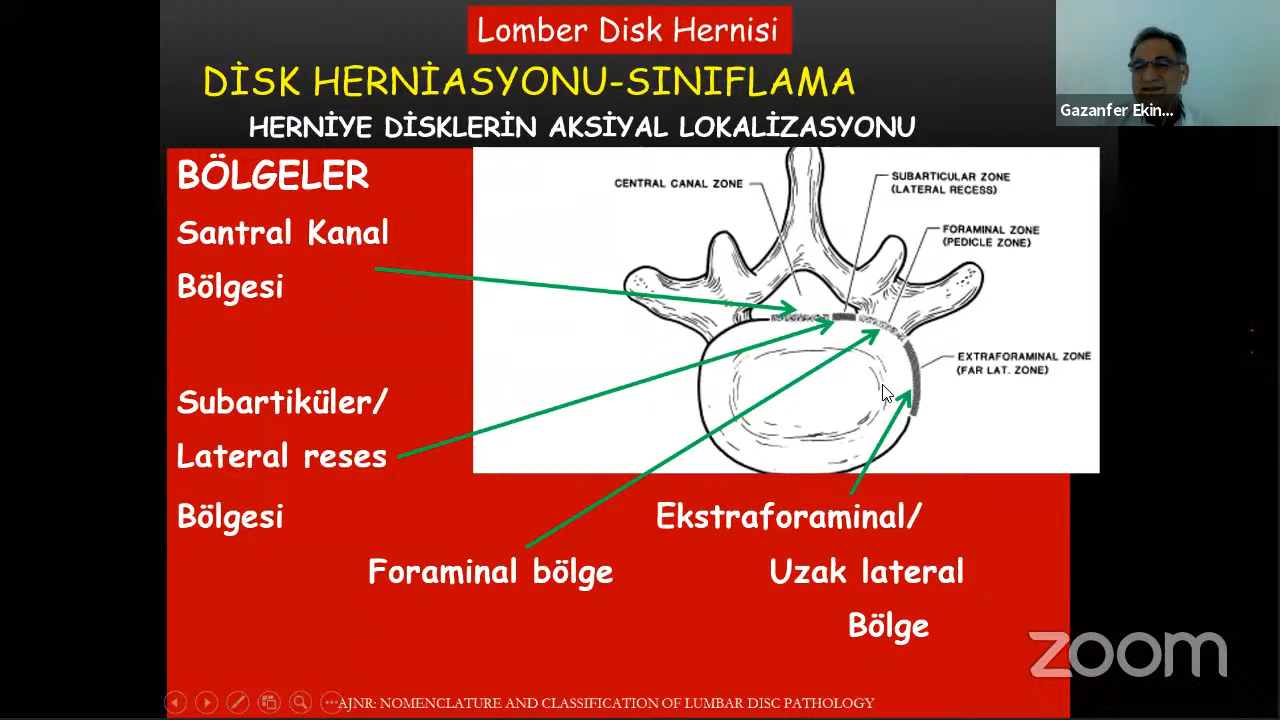 Lomber Disk Hernisi
DİSK HERNİASYONU-SINIFLAMA
HERNİYE DİSKLERİN AKSİYAL LOKALİZASYONU
Gazanfer Ekin...
BÖLGELER
Santral Kanal
Bölgesi
Subartiküler/
Lateral reses
Bölgesi
CENTRAL CANAL ZONE
SUBARTICULAR ZONE
(LATERAL RECESS)
FORAMINAL ZONE
(PEDICLE ZONE)
EXTRAFORAMINAL ZONE
(FAR LAT. ZONE)
Foraminal bölge
Ekstraforaminal/
Uzak lateral
Bölge
zoom
AJNR: NOMENCLATURE AND CLASSIFICATION OF LUMBAR DISC PATHOLOGY